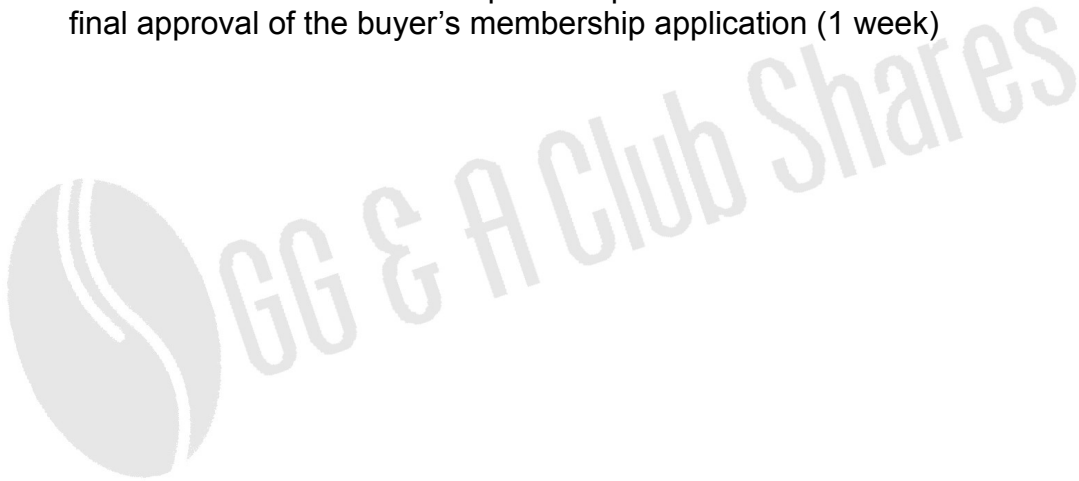 final approval of the buyer’s membership application (1 week)
GG & A Club Shares